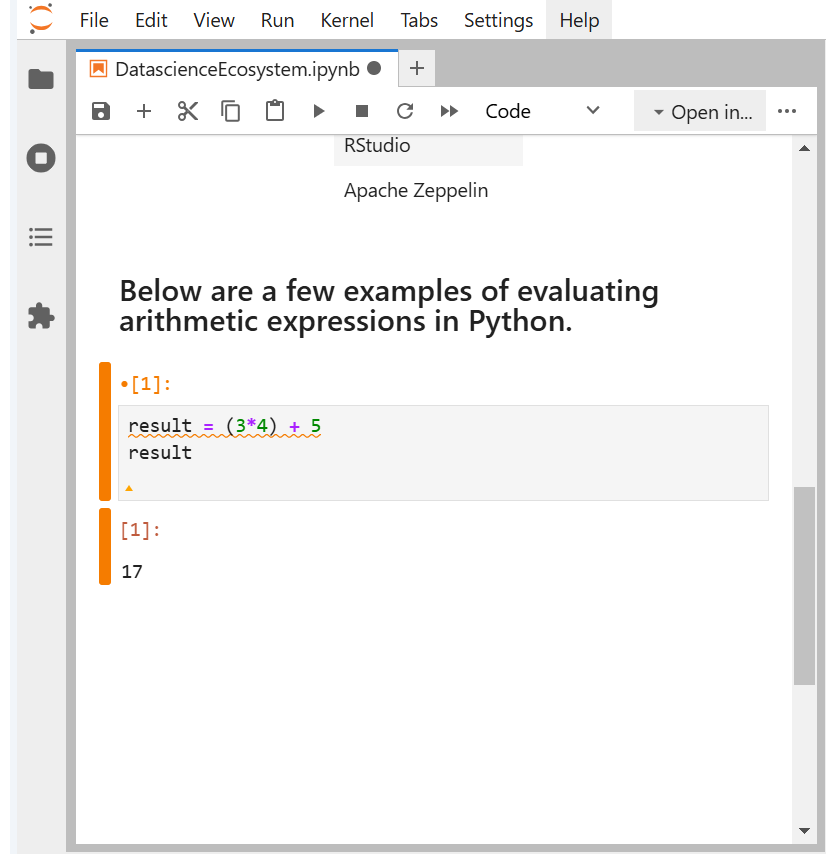 File Edit View Run Kernel Tabs Settings Help
DatascienceEcosystem.ipynb
Code Open in...
RStudio
Apache Zeppelin
Below are a few examples of evaluating
arithmetic expressions in Python.
[1]:
result = (3*4) + 5
result
[1]:
17